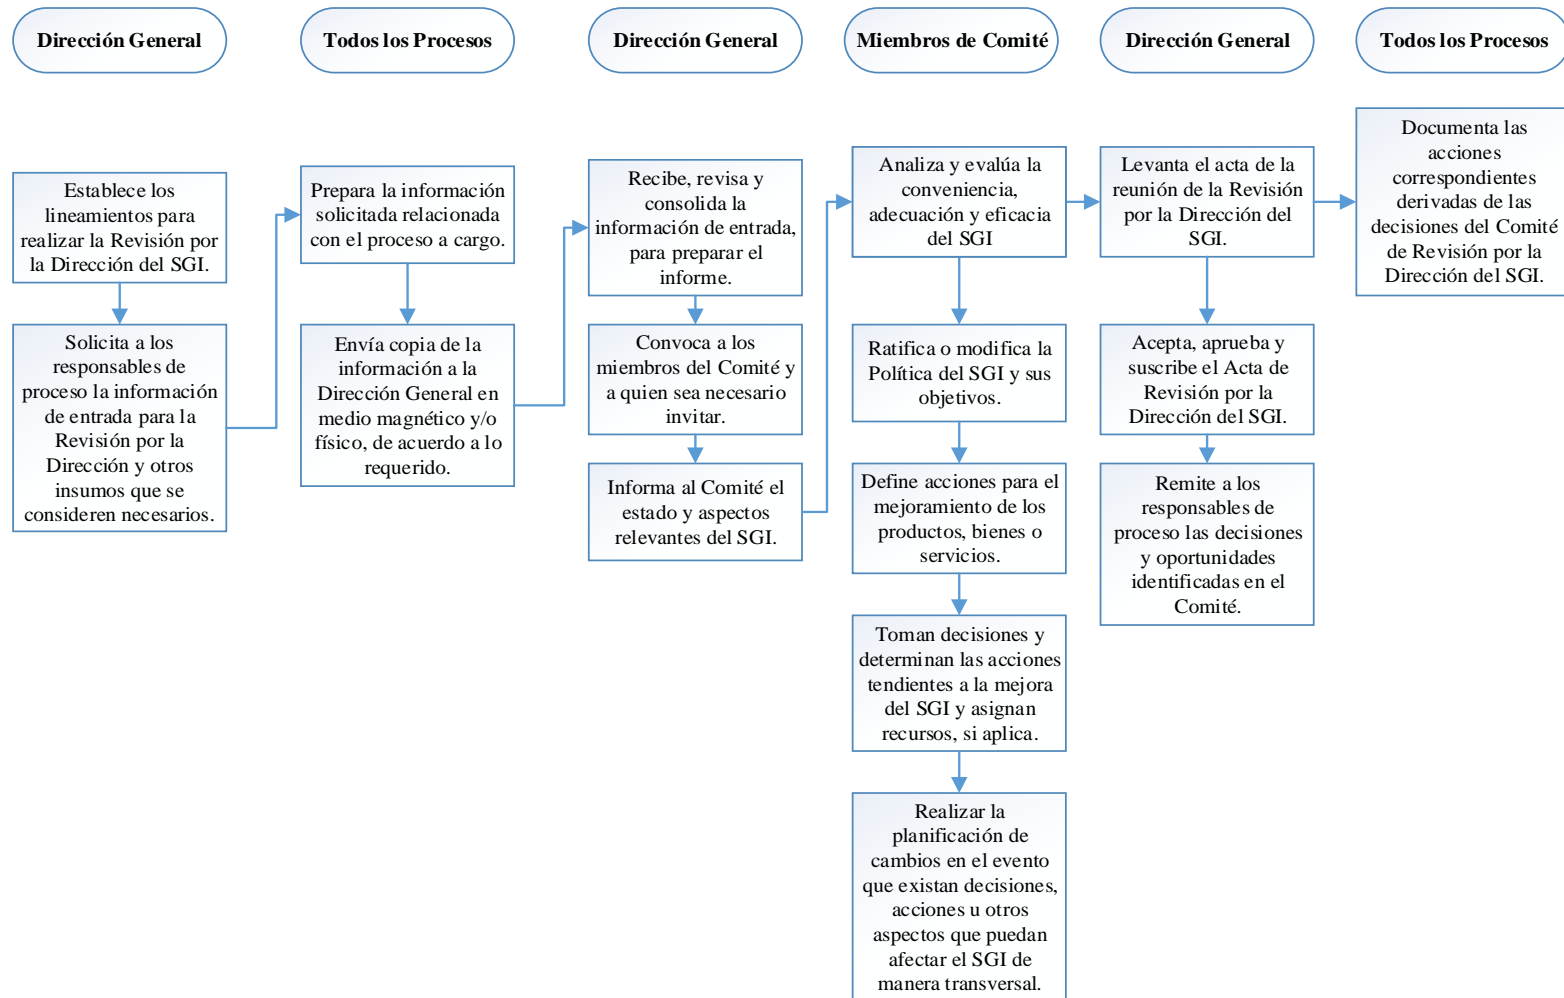 Dirección General
Todos los Procesos
Dirección General
Miembros de Comité
Dirección General
Todos los Procesos
Establece los
lineamientos para
realizar la Revisión por
la Dirección del SGI.
Solicita a los
responsables de
proceso la información
de entrada para la
Revisión por la
Dirección y otros
insumos que se
consideren necesarios.
Prepara la información
solicitada relacionada
con el proceso a cargo.
Envía copia de la
información a la
Dirección General en
medio magnético y/o
físico, de acuerdo a lo
requerido.
Recibe, revisa y
consolida la
información de entrada,
para preparar el
informe.
Convoca a los
miembros del Comité y
a quien sea necesario
invitar.
Informa al Comité el
estado y aspectos
relevantes del SGI.
Analiza y evalúa la
conveniencia,
adecuación y eficacia
del SGI
Ratifica o modifica la
Política del SGI y sus
objetivos.
Define acciones para el
mejoramiento de los
productos, bienes o
servicios.
Toman decisiones y
determinan las acciones
tendientes a la mejora
del SGI y asignan
recursos, si aplica.
Realizar la
planificación de
cambios en el evento
que existan decisiones,
acciones u otros
aspectos que puedan
afectar el SGI de
manera transversal.
Levanta el acta de la
reunión de la Revisión
por la Dirección del
SGI.
Acepta, aprueba y
suscribe el Acta de
Revisión por la
Dirección del SGI.
Remite a los
responsables de
proceso las decisiones
y oportunidades
identificadas en el
Comité.
Documenta las
acciones
correspondientes
derivadas de las
decisiones del Comité
de Revisión por la
Dirección del SGI.